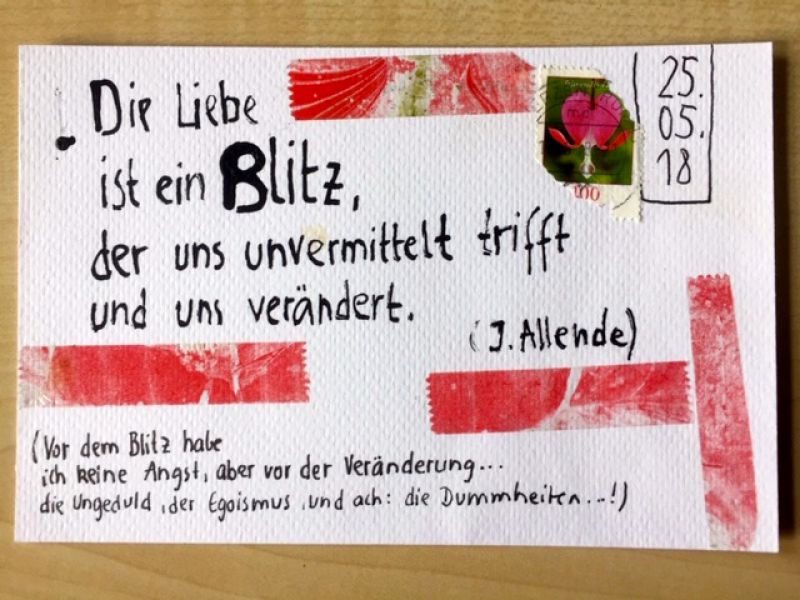 Die Liebe
ist ein Blitz,
der uns unvermittelt trifft
und uns verändert.
(J. Allende)
25.
05.
18
100
(Vor dem Blitz habe
ich keine Angst, aber vor der Veränderung...
die Ungeduld, der Egoismus, und ach: die Dummheiten...!)